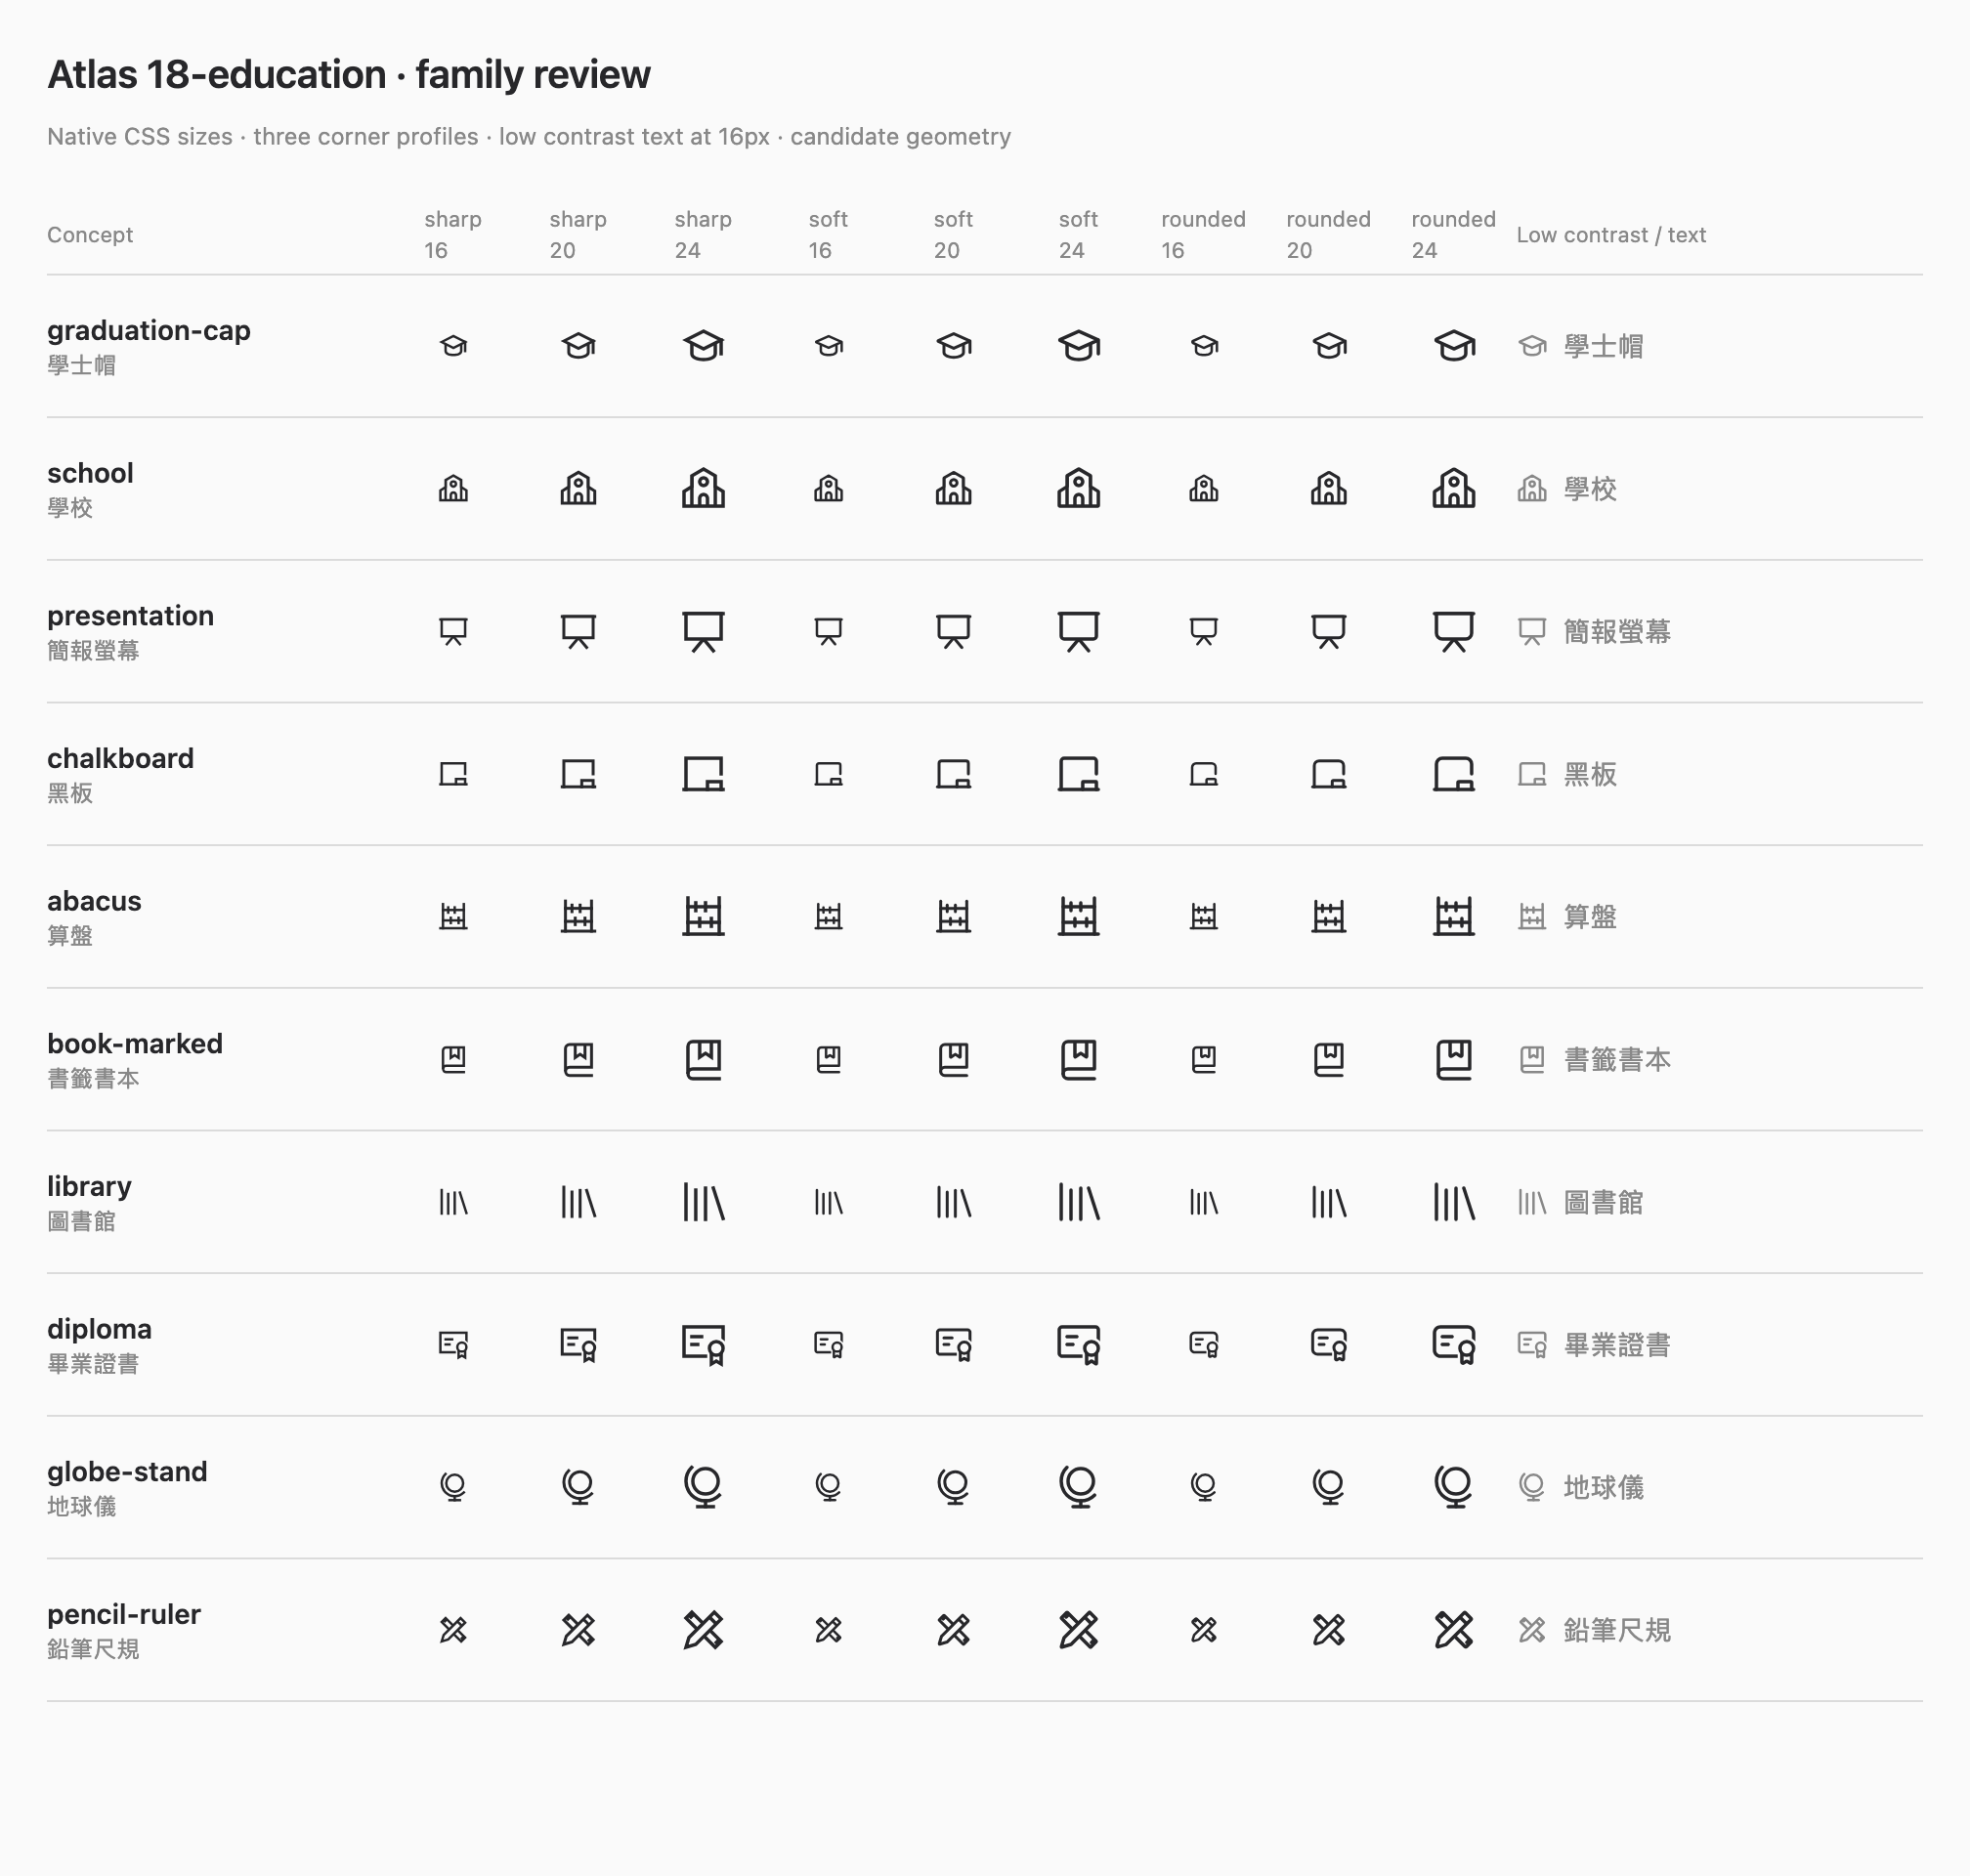 Atlas 18-education · family review
Native CSS sizes · three corner profiles · low contrast text at 16px · candidate geometry
Concept sharp 16 sharp 20 sharp 24 soft 16 soft 20 soft 24 rounded 16 rounded 20 rounded 24 Low contrast / text
graduation-cap
學士帽
學士帽
school
學校
學校
presentation
簡報螢幕
簡報螢幕
chalkboard
黑板
黑板
abacus
算盤
算盤
book-marked
書籤書本
書籤書本
library
圖書館
圖書館
diploma
畢業證書
畢業證書
globe-stand
地球儀
地球儀
pencil-ruler
鉛筆尺規
鉛筆尺規